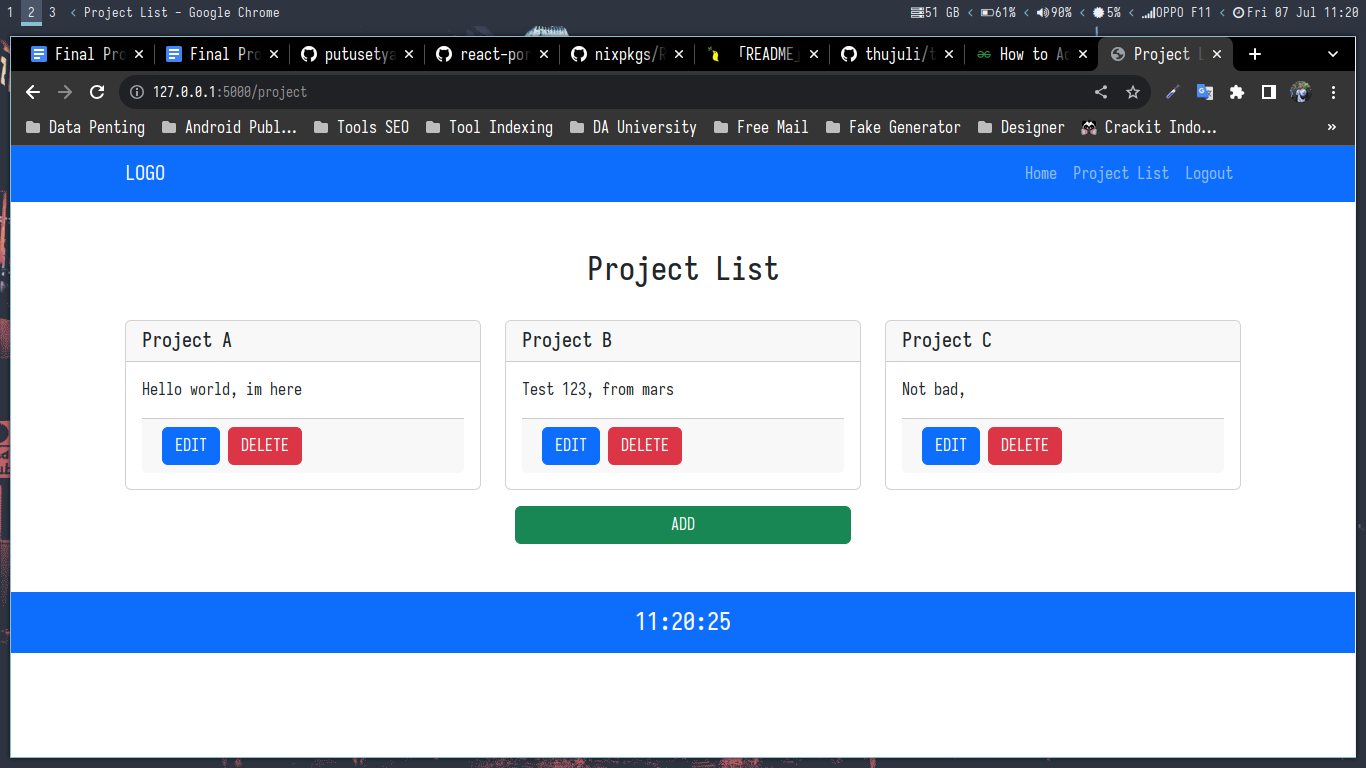 1 2 3 < Project List - Google Chrome 51 GB < 61% < 90% < 5% < OPPO F11 < Fri 07 Jul 11:20
Final Pro Final Pro putusetya react-por nixpkgs/R 「README」 thujuli/t How to Ad Project L
127.0.0.1:5000/project
Data Penting Android Publ... Tools SEO Tool Indexing DA University Free Mail Fake Generator Designer Crackit Indo... »
LOGO Home Project List Logout
Project List
Project A Project B Project C
Hello world, im here Test 123, from mars Not bad,
EDIT DELETE EDIT DELETE EDIT DELETE
ADD
11:20:25